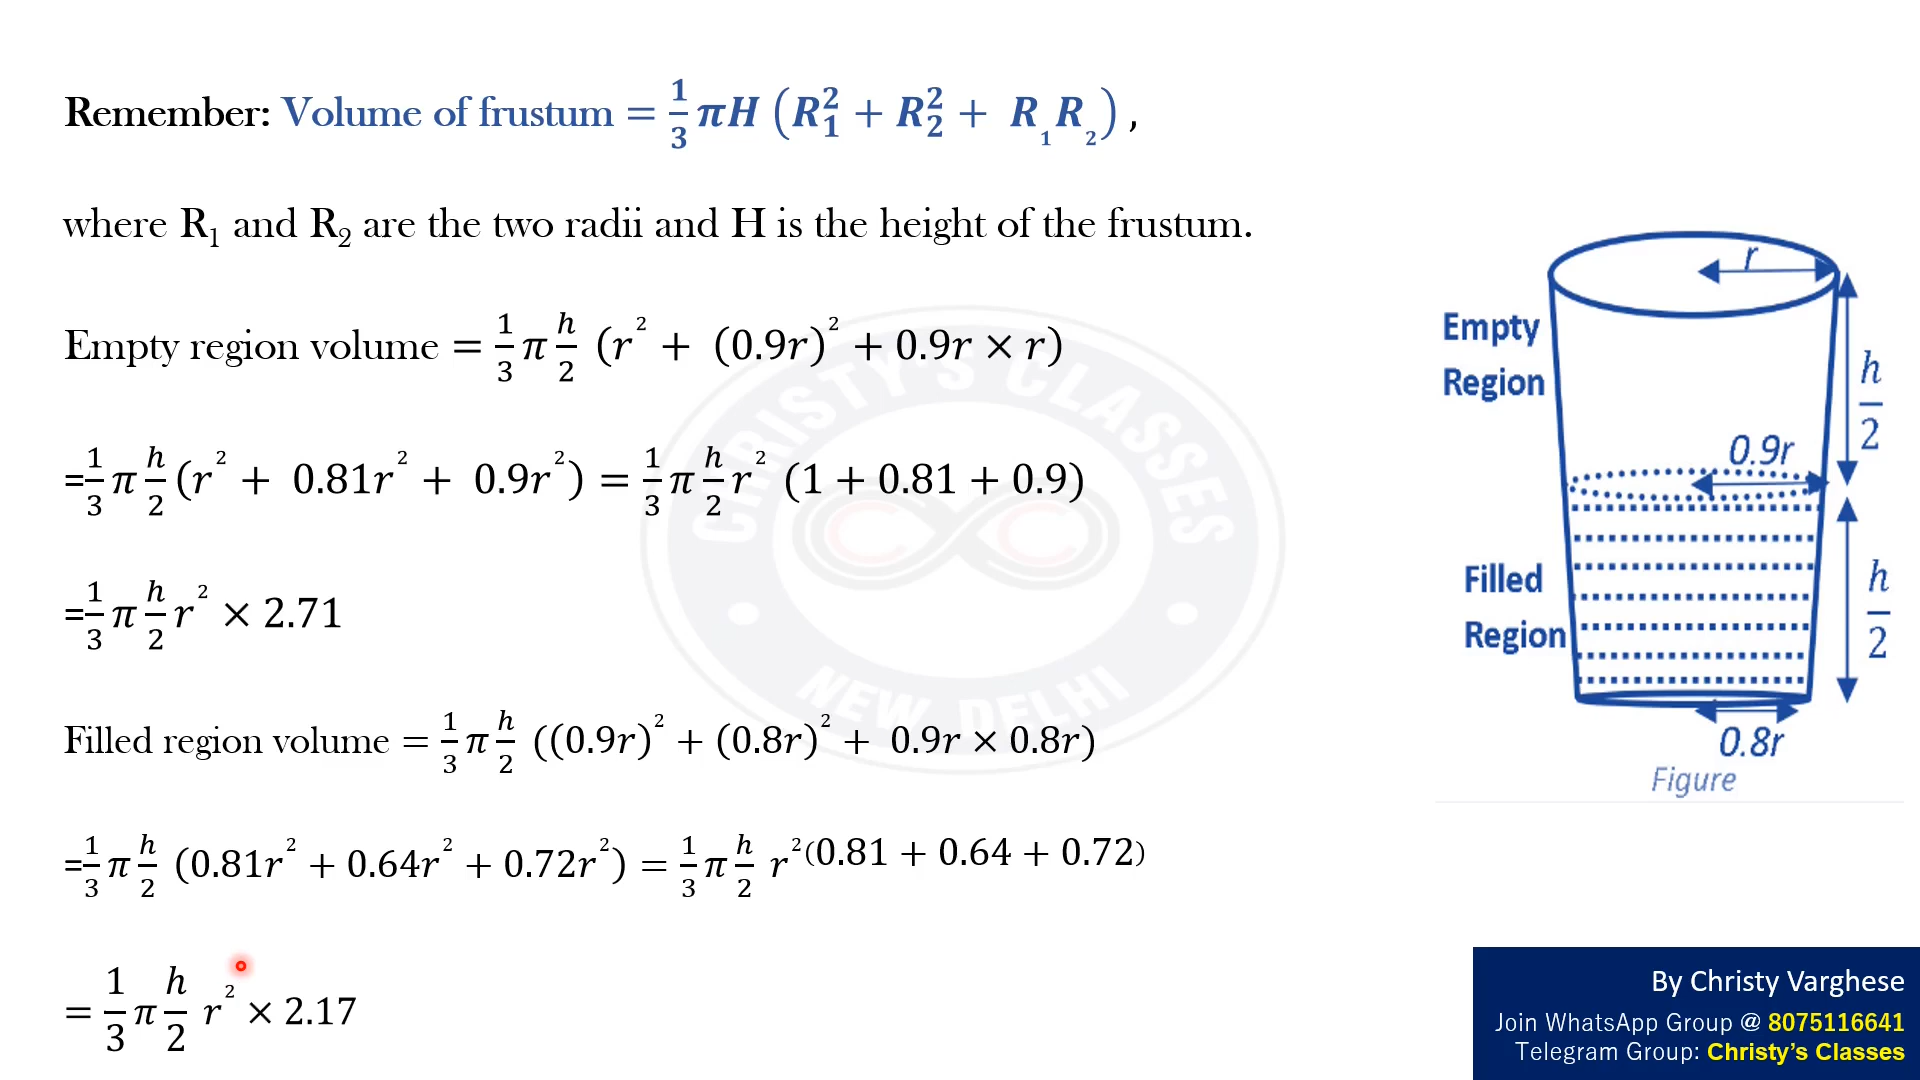 Remember: Volume of frustum = 1/3 πH (R₁² + R₂² + R₁R₂) ,
where R₁ and R₂ are the two radii and H is the height of the frustum.
Empty region volume = 1/3 π h/2 (r² + (0.9r)² + 0.9r × r)
=1/3 π h/2 (r² + 0.81r² + 0.9r²) = 1/3 π h/2 r² (1 + 0.81 + 0.9)
=1/3 π h/2 r² × 2.71
Filled region volume = 1/3 π h/2 ((0.9r)² + (0.8r)² + 0.9r × 0.8r)
=1/3 π h/2 (0.81r² + 0.64r² + 0.72r²) = 1/3 π h/2 r²(0.81 + 0.64 + 0.72)
= 1/3 π h/2 r² × 2.17
r
Empty
Region
h/2
0.9r
Filled
Region
h/2
0.8r
Figure
CHRISTY'S CLASSES
NEW DELHI
By Christy Varghese
Join WhatsApp Group @ 8075116641
Telegram Group: Christy's Classes